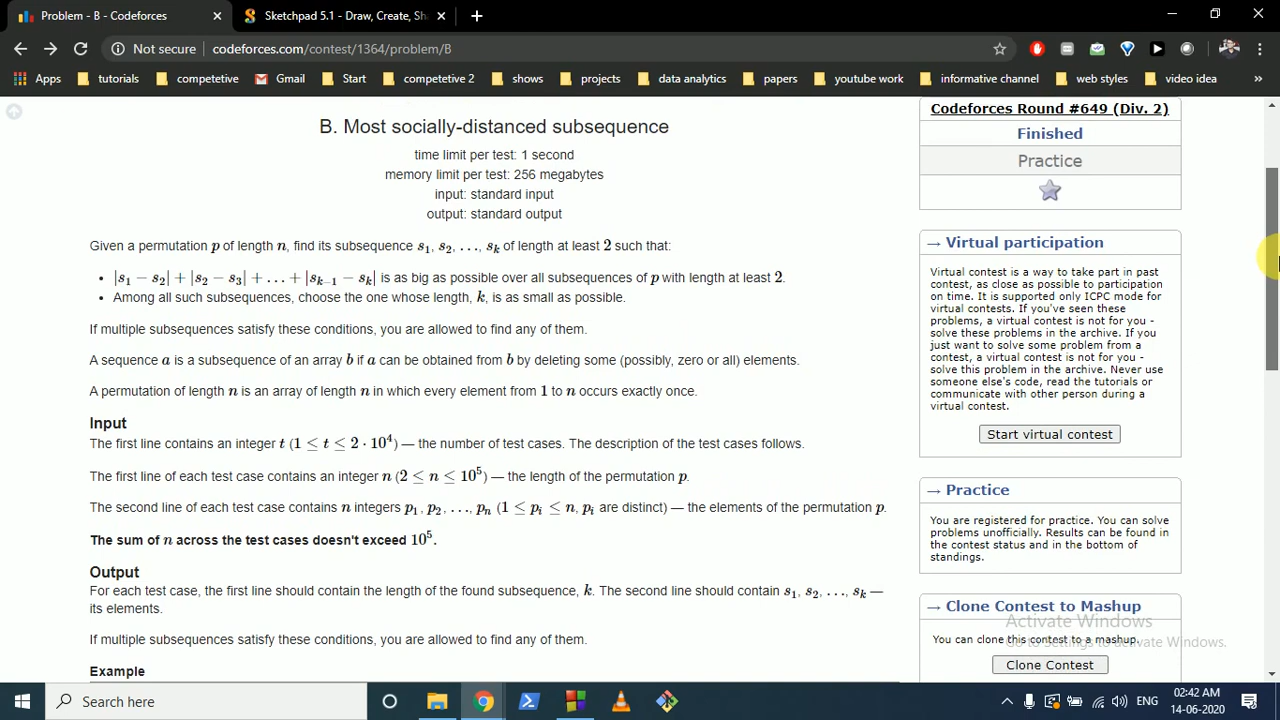 Problem - B - Codeforces
Sketchpad 5.1 - Draw, Create, Sha
Not secure codeforces.com/contest/1364/problem/B
Apps tutorials competetive Gmail Start competetive 2 shows projects data analytics papers youtube work informative channel web styles video idea »
B. Most socially-distanced subsequence
time limit per test: 1 second
memory limit per test: 256 megabytes
input: standard input
output: standard output
Given a permutation p of length n, find its subsequence s₁, s₂, …, sₖ of length at least 2 such that:
• |s₁ − s₂| + |s₂ − s₃| + … + |sₖ₋₁ − sₖ| is as big as possible over all subsequences of p with length at least 2.
• Among all such subsequences, choose the one whose length, k, is as small as possible.
If multiple subsequences satisfy these conditions, you are allowed to find any of them.
A sequence a is a subsequence of an array b if a can be obtained from b by deleting some (possibly, zero or all) elements.
A permutation of length n is an array of length n in which every element from 1 to n occurs exactly once.
Input
The first line contains an integer t (1 ≤ t ≤ 2 · 10⁴) — the number of test cases. The description of the test cases follows.
The first line of each test case contains an integer n (2 ≤ n ≤ 10⁵) — the length of the permutation p.
The second line of each test case contains n integers p₁, p₂, …, pₙ (1 ≤ pᵢ ≤ n, pᵢ are distinct) — the elements of the permutation p.
The sum of n across the test cases doesn't exceed 10⁵.
Output
For each test case, the first line should contain the length of the found subsequence, k. The second line should contain s₁, s₂, …, sₖ —
its elements.
If multiple subsequences satisfy these conditions, you are allowed to find any of them.
Example
Codeforces Round #649 (Div. 2)
Finished
Practice
→ Virtual participation
Virtual contest is a way to take part in past
contest, as close as possible to participation
on time. It is supported only ICPC mode for
virtual contests. If you've seen these
problems, a virtual contest is not for you -
solve these problems in the archive. If you
just want to solve some problem from a
contest, a virtual contest is not for you -
solve this problem in the archive. Never use
someone else's code, read the tutorials or
communicate with other person during a
virtual contest.
Start virtual contest
→ Practice
You are registered for practice. You can solve
problems unofficially. Results can be found in
the contest status and in the bottom of
standings.
→ Clone Contest to Mashup
You can clone this contest to a mashup.
Clone Contest
Activate Windows
Go to Settings to activate Windows.
Search here
ENG
02:42 AM
14-06-2020